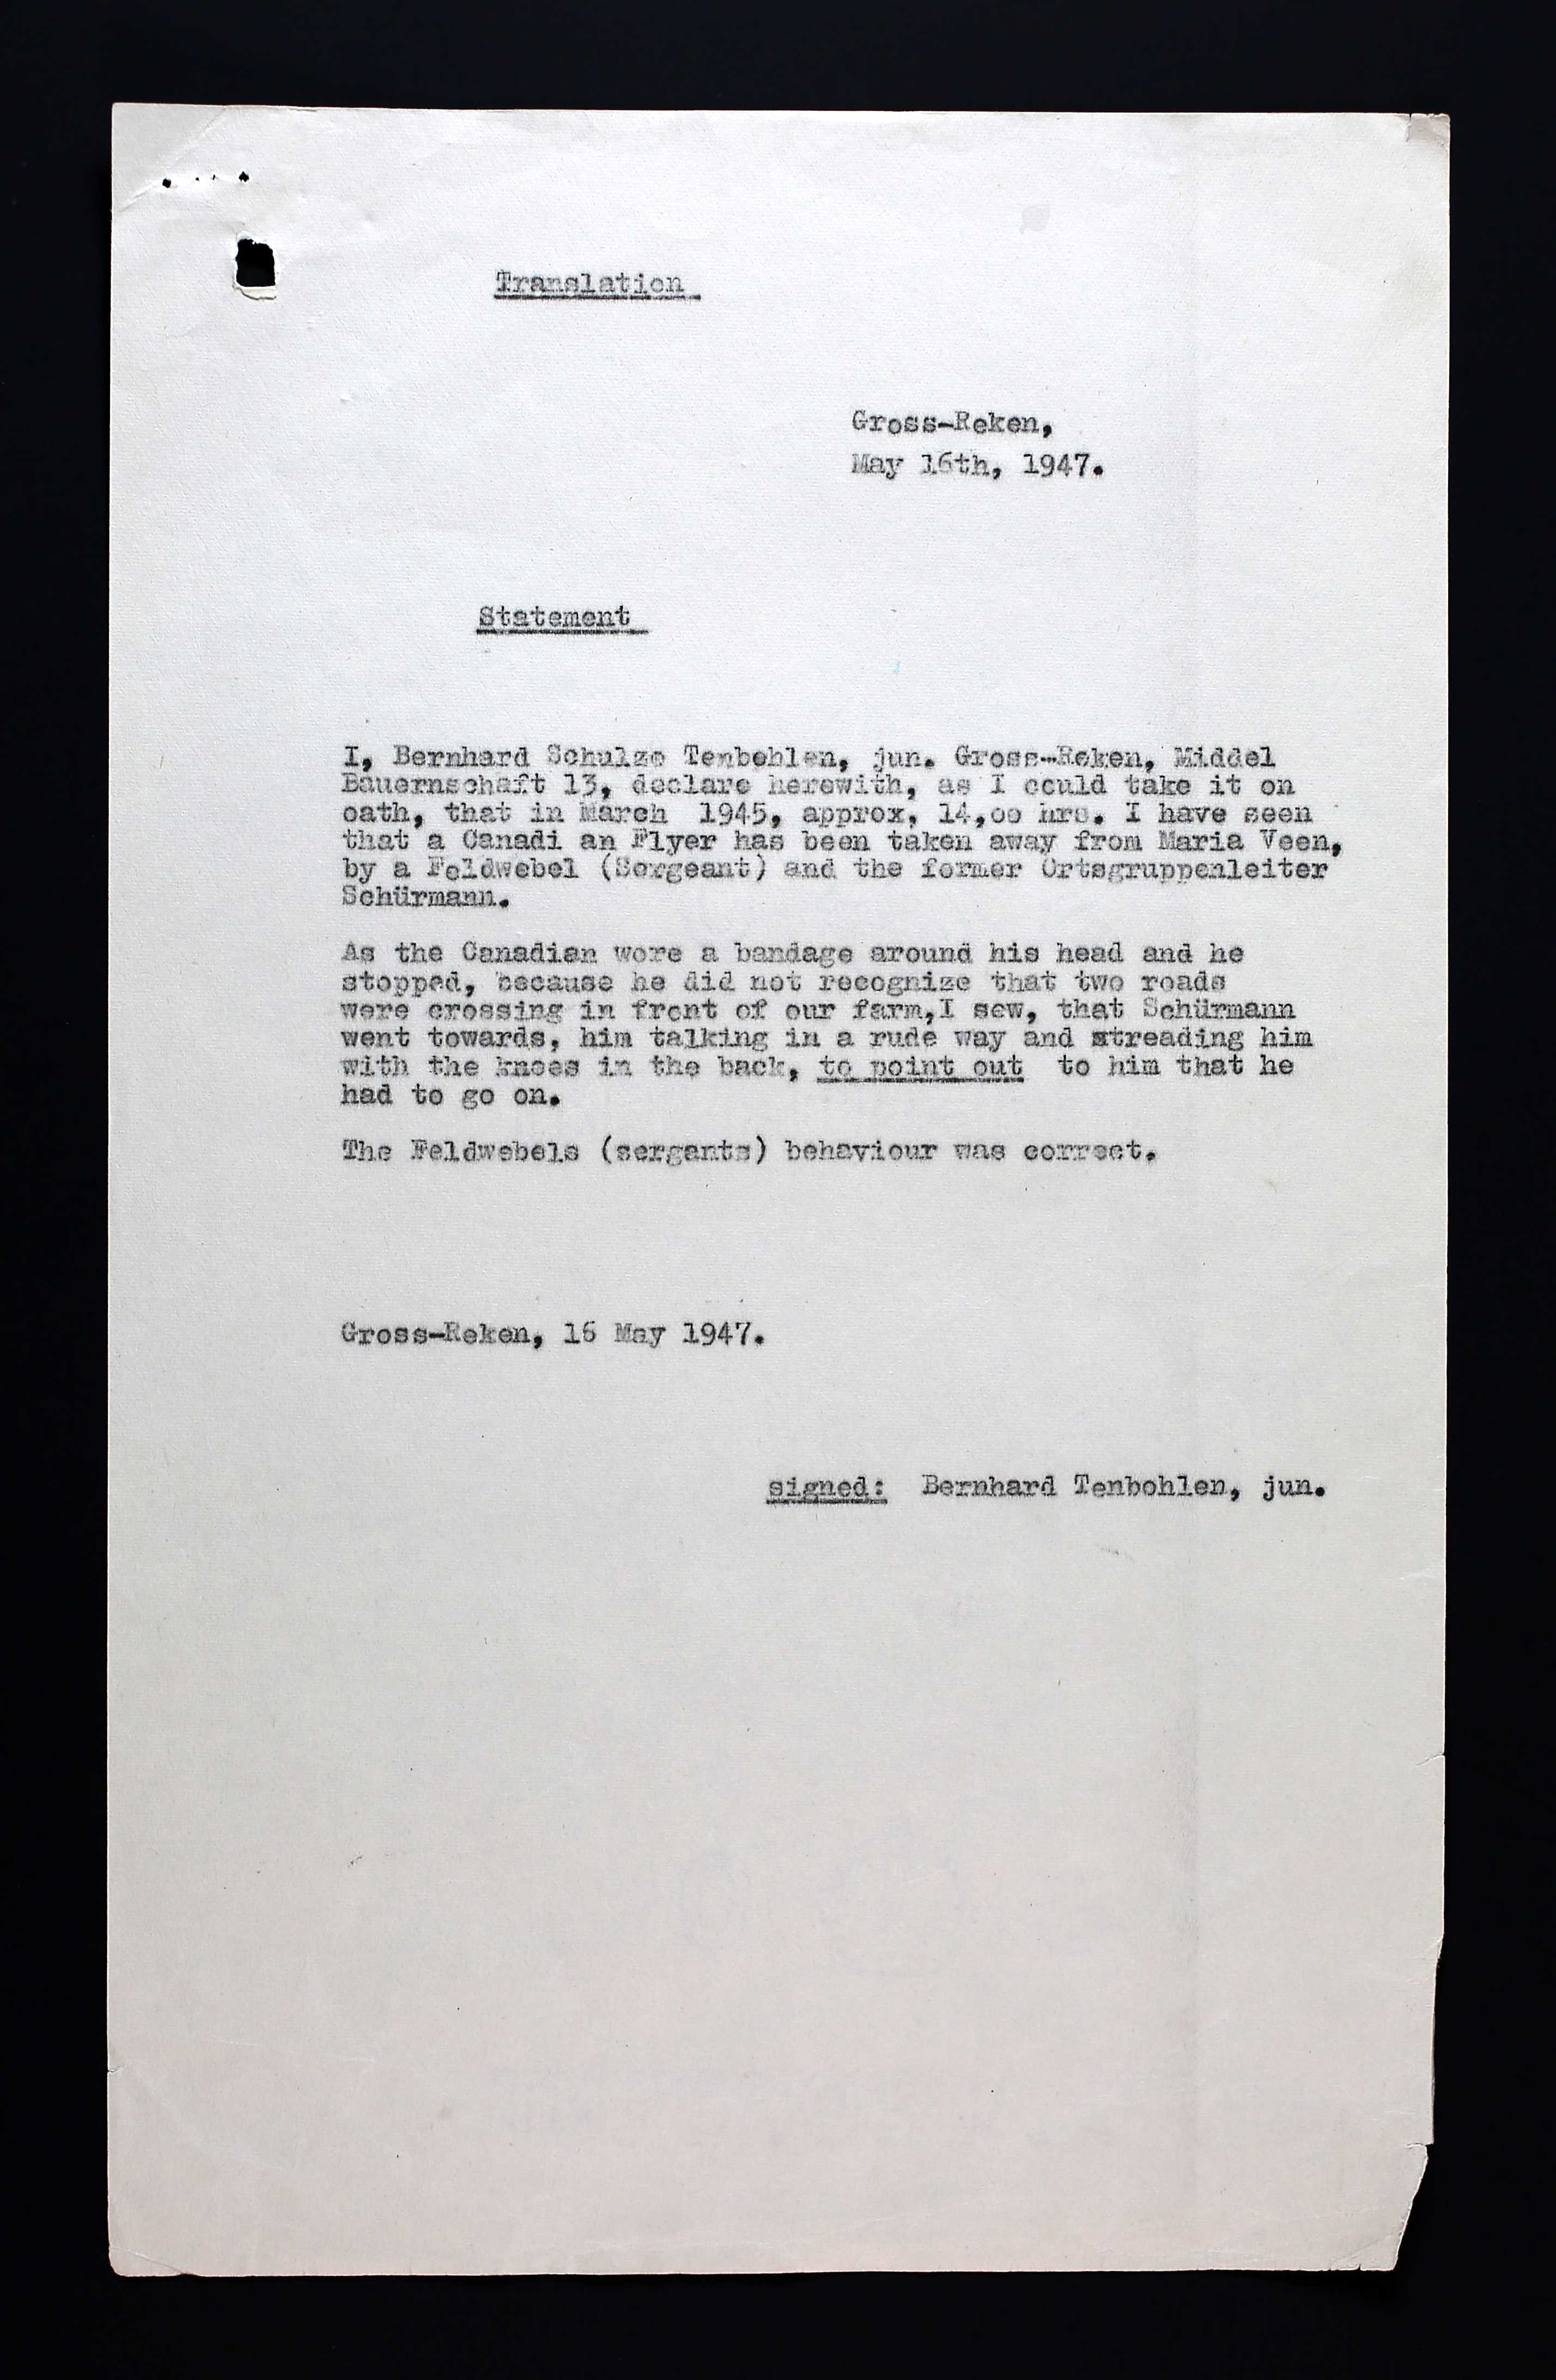 Translation
Gross-Reken,
May 16th, 1947.
Statement
I, Bernhard Schulze Tenbohlen, jun. Gross-Reken, Middel
Bauernschaft 13, declare herewith, as I could take it on
oath, that in March 1945, approx, 14,oo hrs. I have seen
that a Canadi an Flyer has been taken away from Maria Veen,
by a Feldwebel (Sergeant) and the former Ortsgruppenleiter
Schürmann.
As the Canadian wore a bandage around his head and he
stopped, because he did not recognize that two roads
were crossing in front of our farm,I saw, that Schürmann
went towards, him talking in a rude way and streading him
with the knees in the back, to point out to him that he
had to go on.
The Feldwebels (sergants) behaviour was correct.
Gross-Reken, 16 May 1947.
signed: Bernhard Tenbohlen, jun.